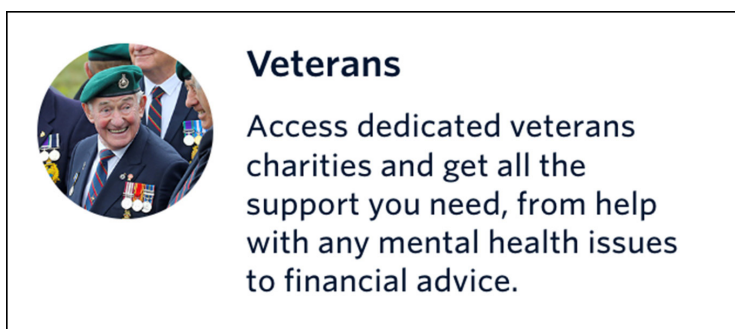 Veterans
Access dedicated veterans
charities and get all the
support you need, from help
with any mental health issues
to financial advice.